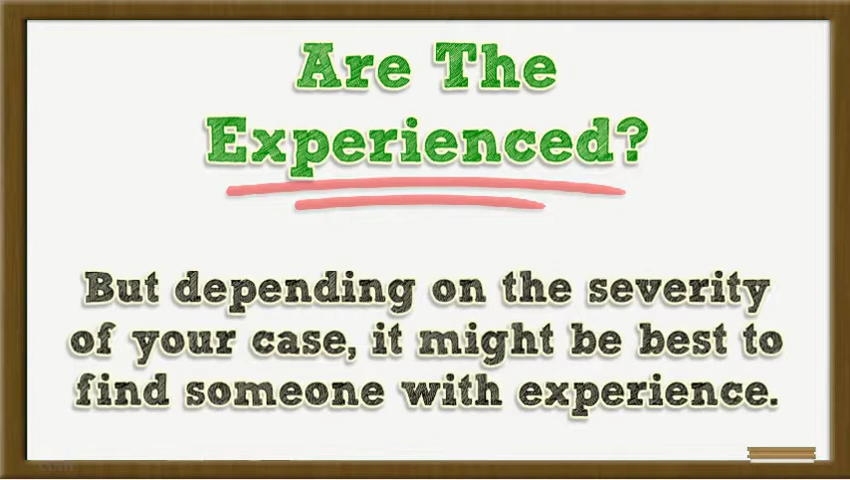 Are The
Experienced?
But depending on the severity
of your case, it might be best to
find someone with experience.